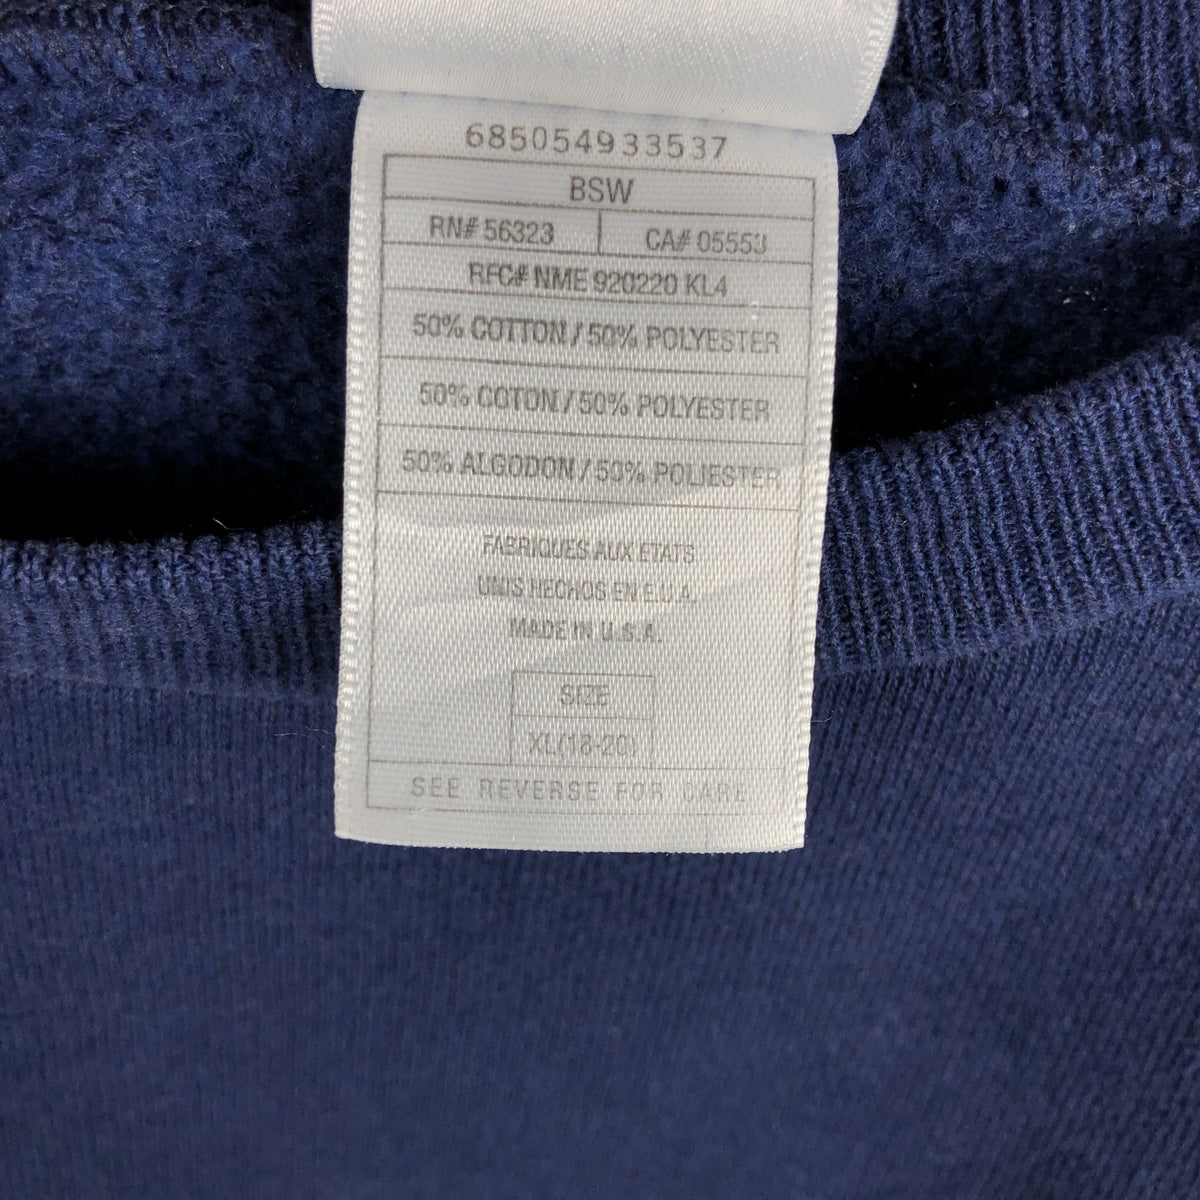 685054933537
BSW
RN# 56323 CA# 05553
RFC# NME 920220 KL4
50% COTTON / 50% POLYESTER
50% COTON / 50% POLYESTER
50% ALGODON / 50% POLIESTER
FABRIQUES AUX ETATS
UNIS HECHOS EN E.U.A.
MADE IN U.S.A.
SIZE
XL(18-20)
SEE REVERSE FOR CARE